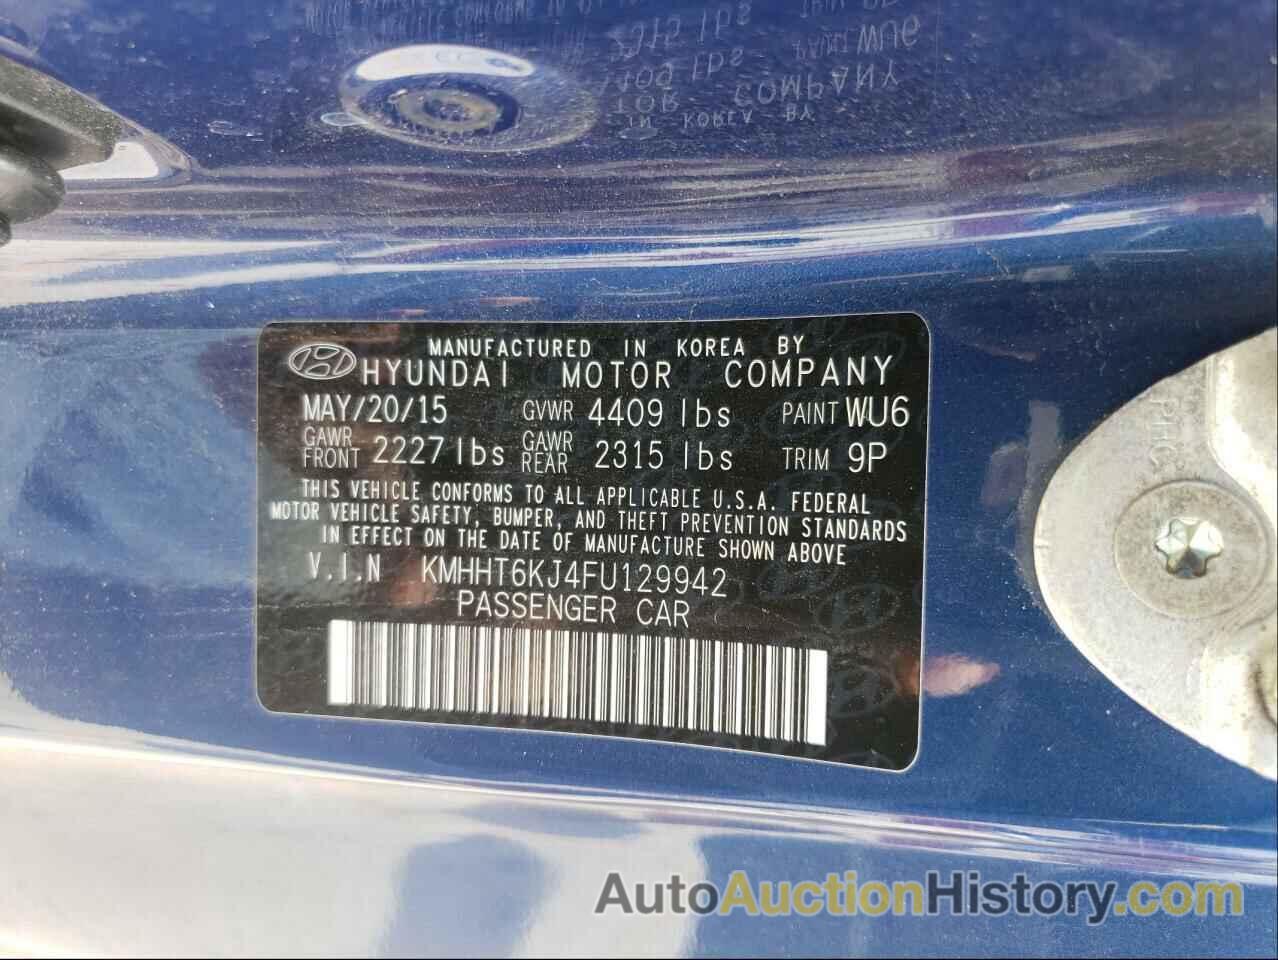 MANUFACTURED IN KOREA BY
HYUNDAI MOTOR COMPANY
MAY/20/15 GVWR 4409 lbs PAINT WU6
GAWR FRONT 2227 lbs GAWR REAR 2315 lbs TRIM 9P
THIS VEHICLE CONFORMS TO ALL APPLICABLE U.S.A. FEDERAL
MOTOR VEHICLE SAFETY, BUMPER, AND THEFT PREVENTION STANDARDS
IN EFFECT ON THE DATE OF MANUFACTURE SHOWN ABOVE
V.I.N KMHHT6KJ4FU129942
PASSENGER CAR
PHC
AutoAuctionHistory.com